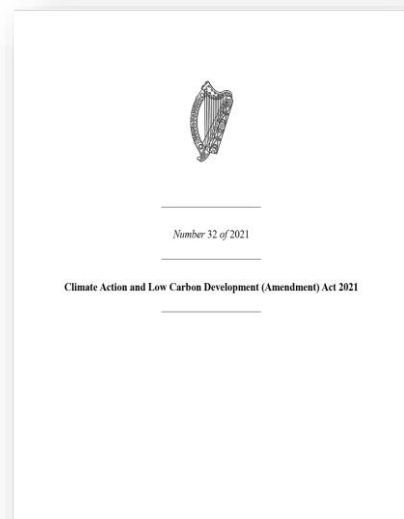 Number 32 of 2021
Climate Action and Low Carbon Development (Amendment) Act 2021